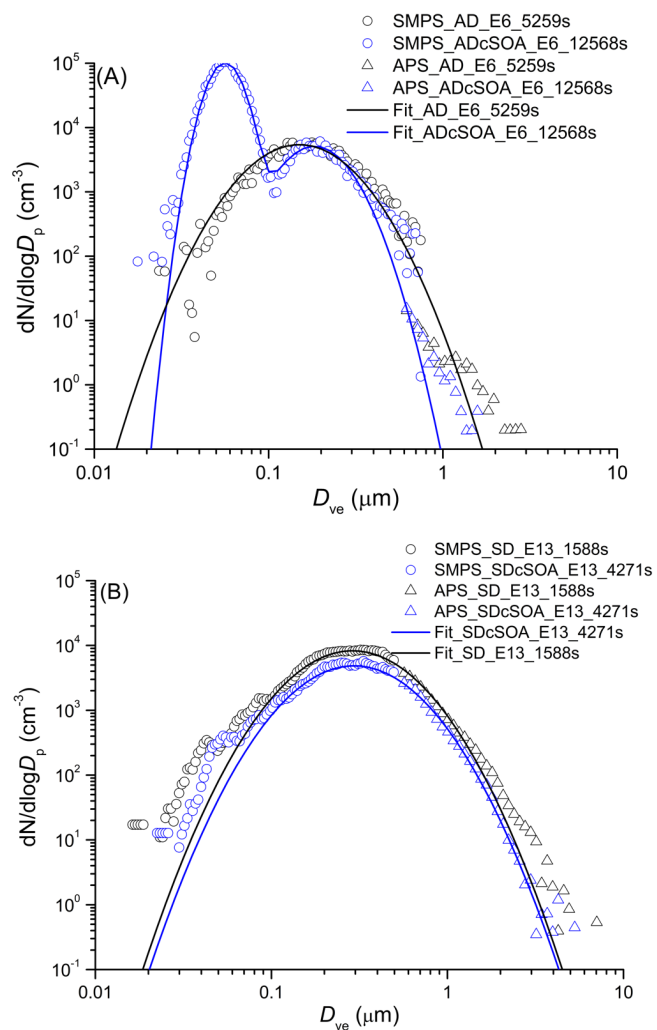 (A)
SMPS_AD_E6_5259s
SMPS_ADcSOA_E6_12568s
APS_AD_E6_5259s
APS_ADcSOA_E6_12568s
Fit_AD_E6_5259s
Fit_ADcSOA_E6_12568s
dN/dlogDp (cm-3)
10^5
10^4
10^3
10^2
10^1
10^0
10^-1
0.01 0.1 1 10
Dve (μm)
(B)
SMPS_SD_E13_1588s
SMPS_SDcSOA_E13_4271s
APS_SD_E13_1588s
APS_SDcSOA_E13_4271s
Fit_SDcSOA_E13_4271s
Fit_SD_E13_1588s
dN/dlogDp (cm-3)
10^5
10^4
10^3
10^2
10^1
10^0
10^-1
0.01 0.1 1 10
Dve (μm)